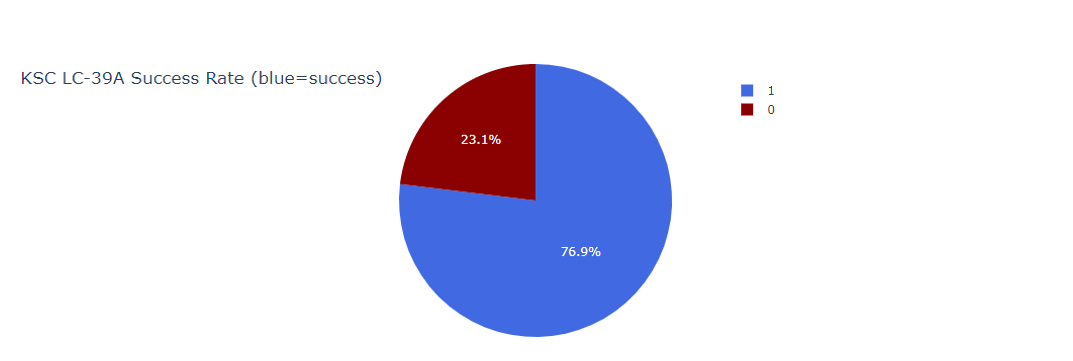 KSC LC-39A Success Rate (blue=success)
1
0
23.1%
76.9%